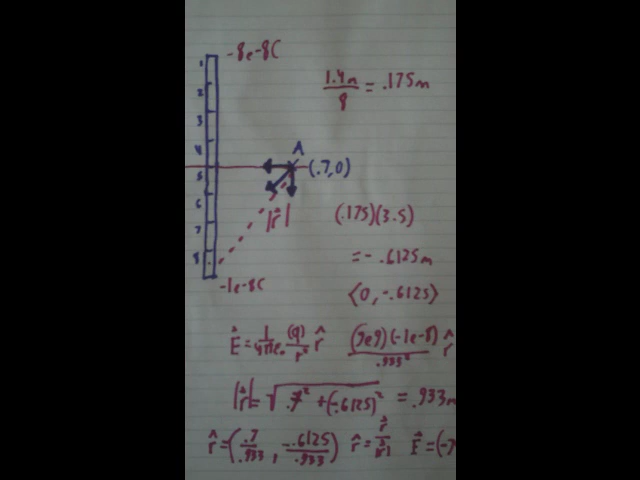 -8e-8C
1
2
3
4
5
6
7
8
1.4m/8 = .175m
A
(.7,0)
|r⃗|
(.175)(3.5)
= -.6125m
-1e-8C
⟨0, -.6125⟩
E⃗ = 1/4πε₀ (q)/r² r̂
(9e9)(-1e-8)/.933² r̂
|r⃗| = √.7² + (-.6125)² = .933m
r̂ = (.7/.933, -.6125/.933) r̂ = r⃗/|r⃗| E⃗ = (-7